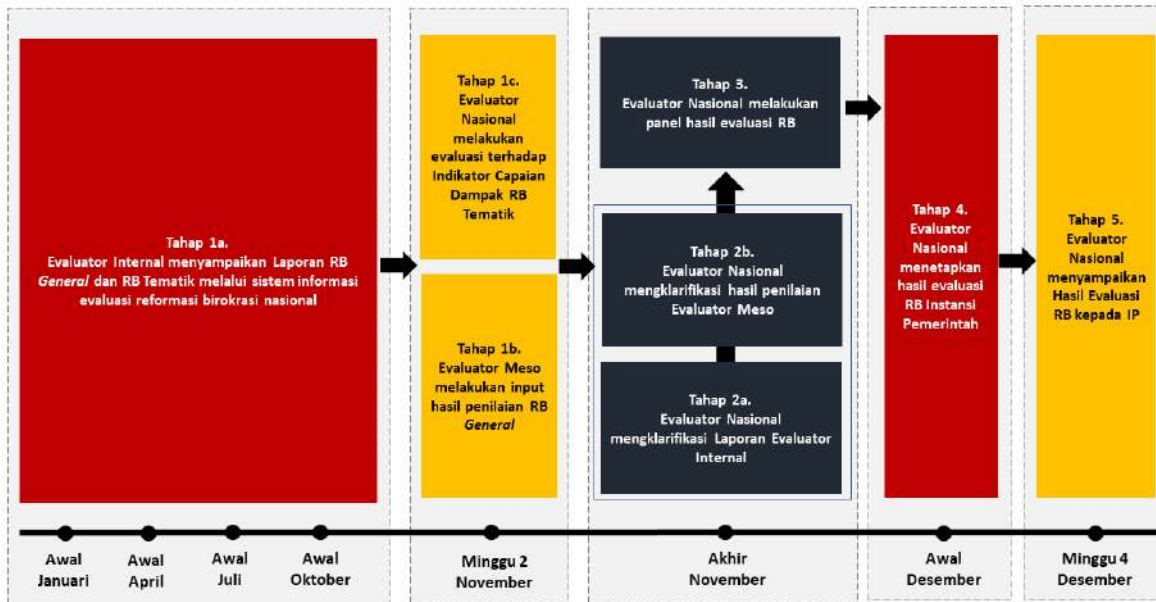 Tahap 1a.
Evaluator Internal menyampaikan Laporan RB
General dan RB Tematik melalui sistem informasi
evaluasi reformasi birokrasi nasional
Tahap 1c.
Evaluator
Nasional
melakukan
evaluasi terhadap
Indikator Capaian
Dampak RB
Tematik
Tahap 1b.
Evaluator Meso
melakukan input
hasil penilaian RB
General
Tahap 3.
Evaluator Nasional melakukan
panel hasil evaluasi RB
Tahap 2b.
Evaluator Nasional
mengklarifikasi hasil penilaian
Evaluator Meso
Tahap 2a.
Evaluator Nasional
mengklarifikasi Laporan Evaluator
Internal
Tahap 4.
Evaluator
Nasional
menetapkan
hasil evaluasi
RB Instansi
Pemerintah
Tahap 5.
Evaluator
Nasional
menyampaikan
Hasil Evaluasi
RB kepada IP
Awal
Januari
Awal
April
Awal
Juli
Awal
Oktober
Minggu 2
November
Akhir
November
Awal
Desember
Minggu 4
Desember